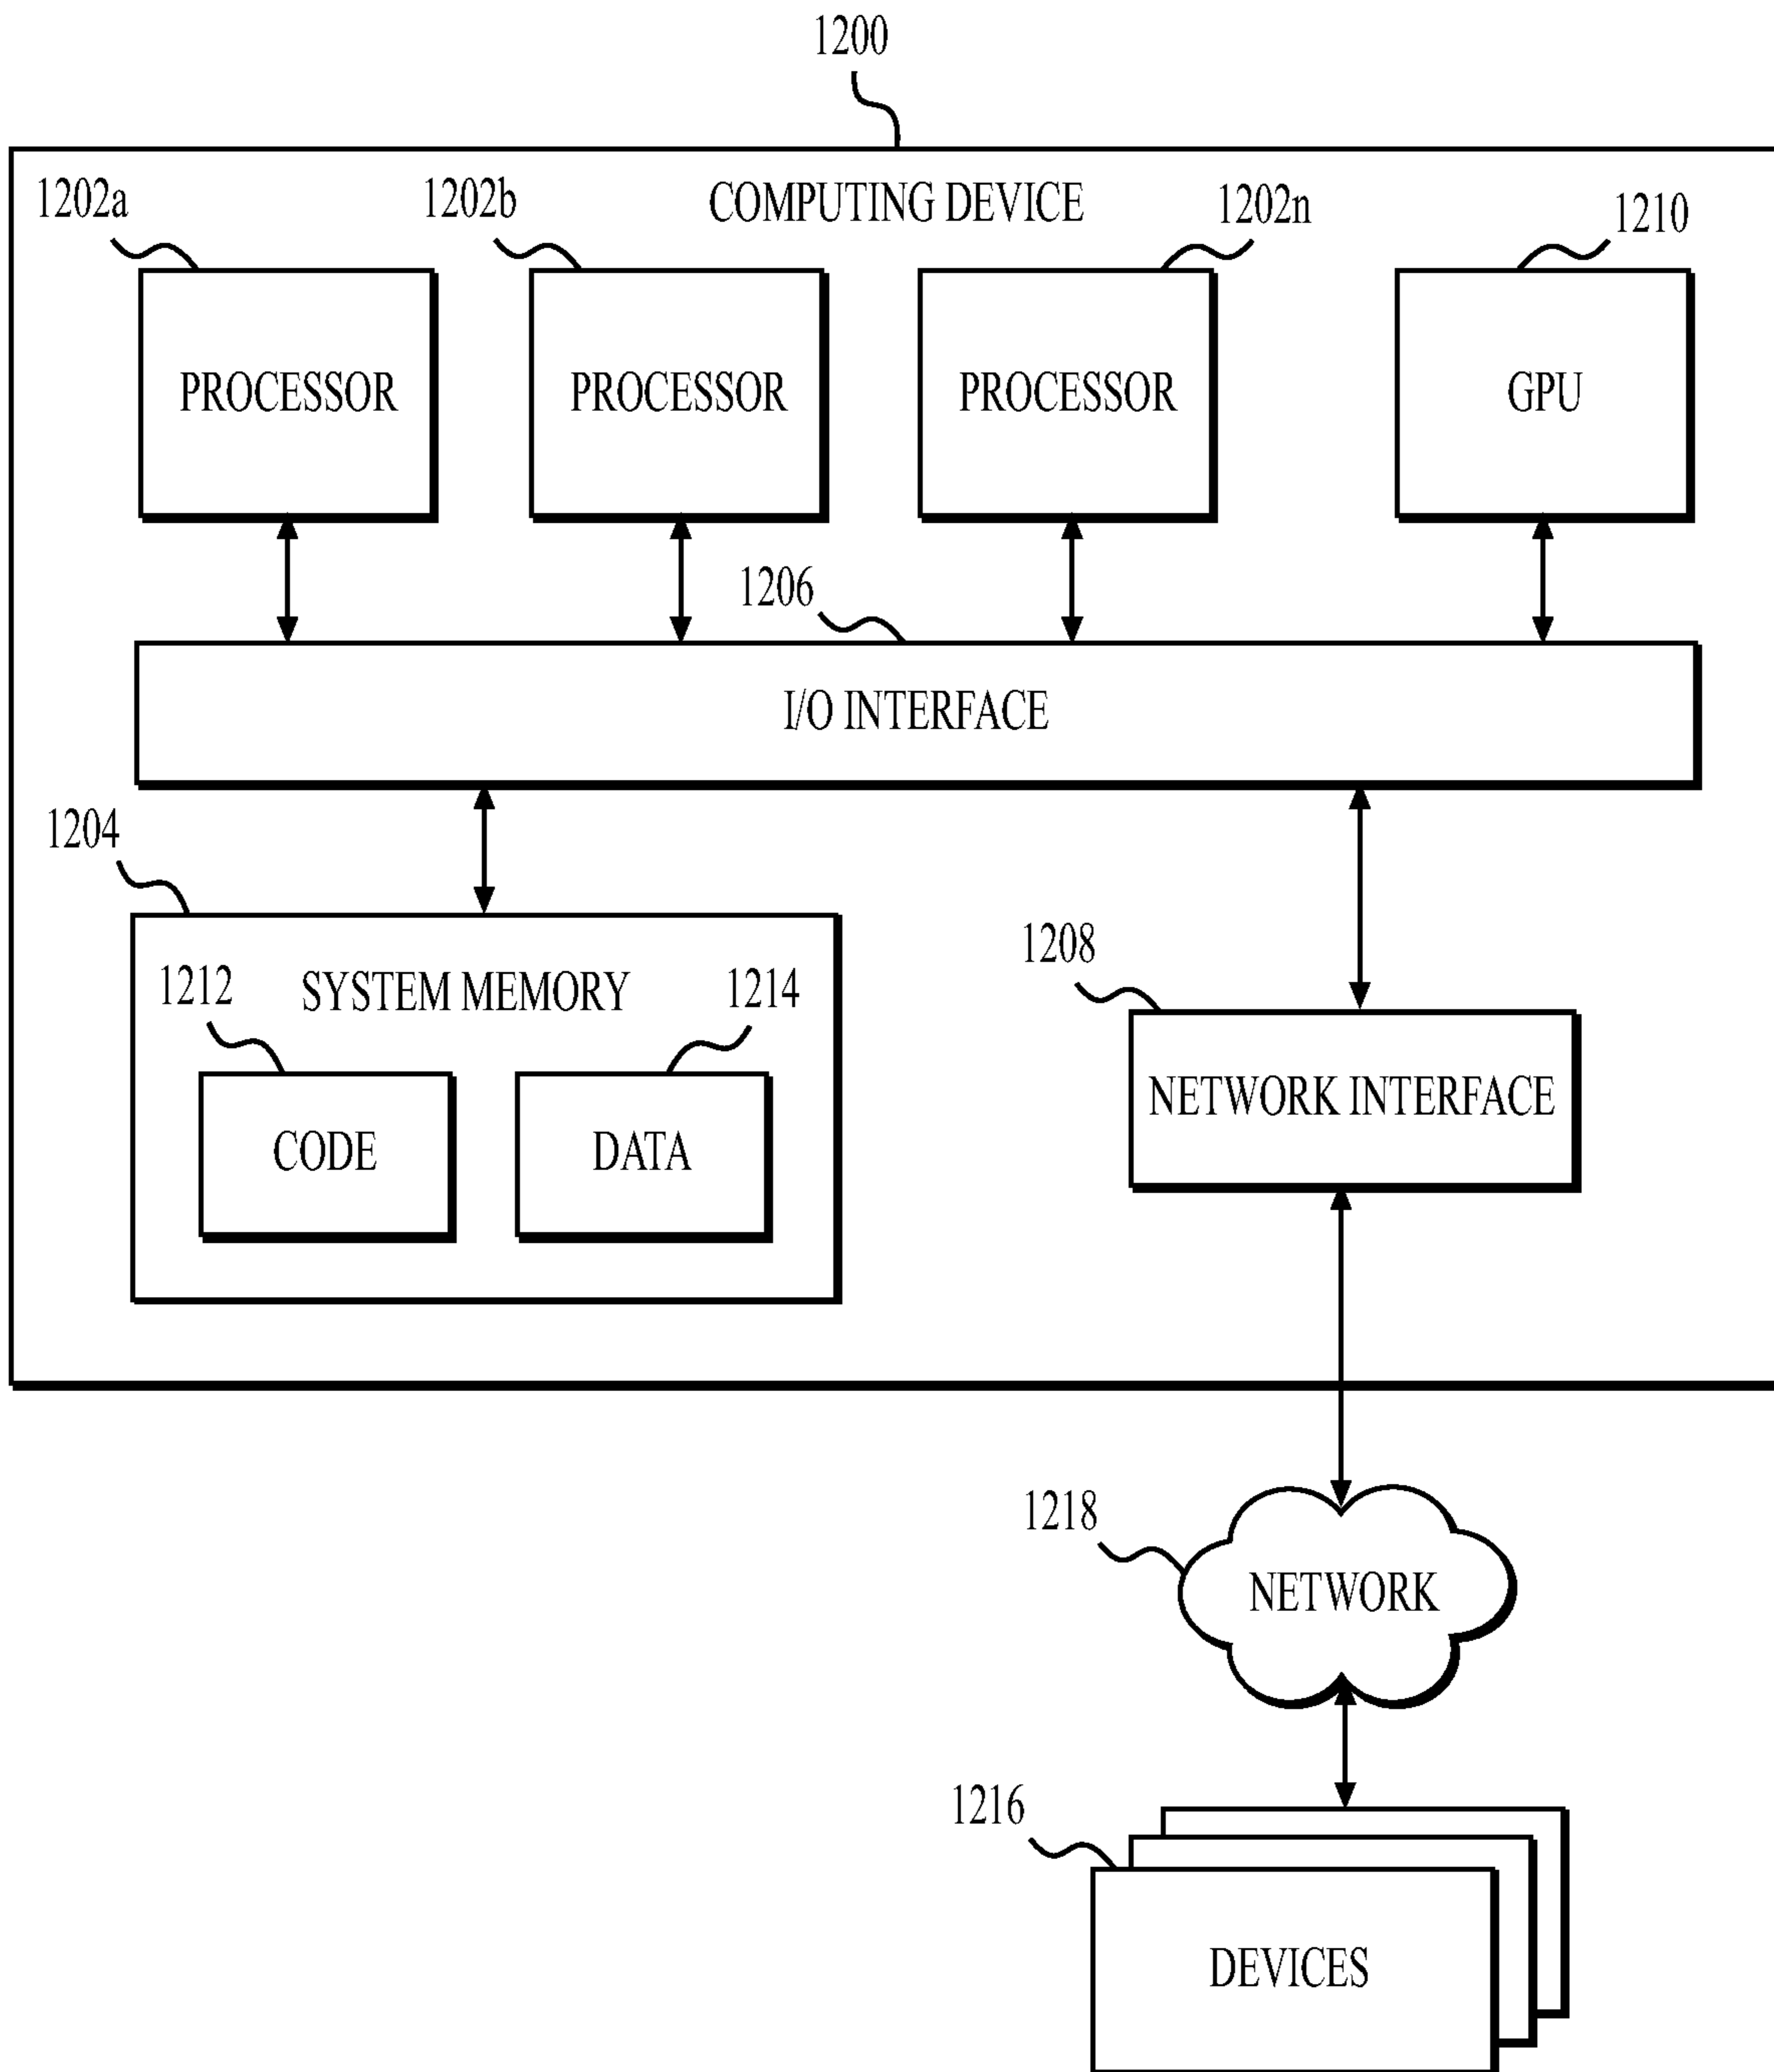 1200
1202a
1202b
COMPUTING DEVICE
1202n
1210
PROCESSOR
PROCESSOR
PROCESSOR
GPU
1206
I/O INTERFACE
1204
1208
1212
SYSTEM MEMORY
1214
NETWORK INTERFACE
CODE
DATA
1218
NETWORK
1216
DEVICES